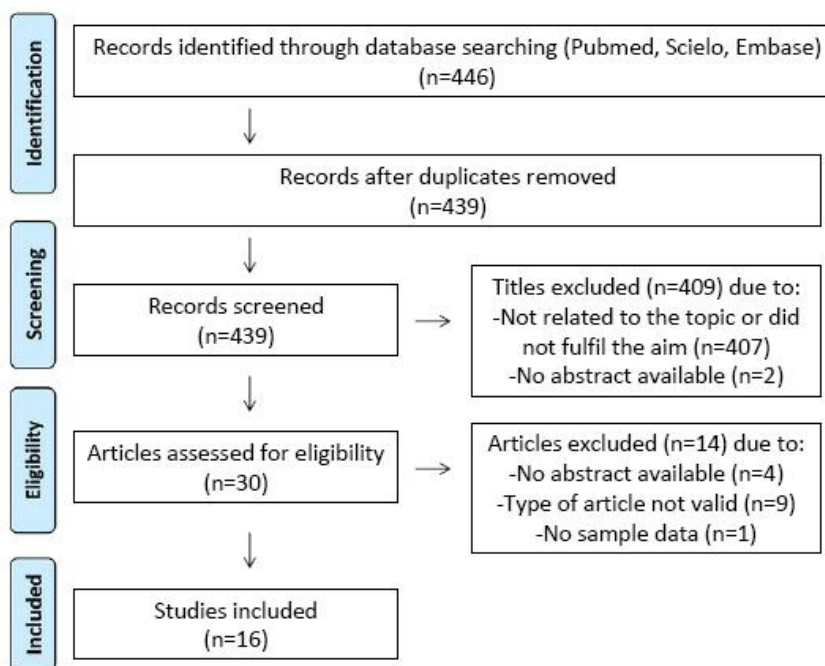 Identification
Records identified through database searching (Pubmed, Scielo, Embase)
(n=446)
Records after duplicates removed
(n=439)
Screening
Records screened
(n=439)
Titles excluded (n=409) due to:
-Not related to the topic or did
not fulfil the aim (n=407)
-No abstract available (n=2)
Eligibility
Articles assessed for eligibility
(n=30)
Articles excluded (n=14) due to:
-No abstract available (n=4)
-Type of article not valid (n=9)
-No sample data (n=1)
Included
Studies included
(n=16)